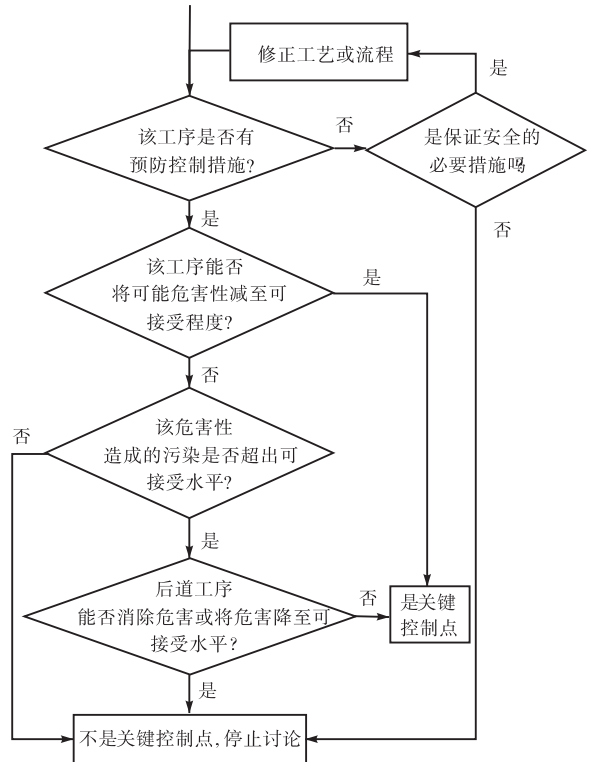 修正工艺或流程
是
否
该工序是否有
预防控制措施?
是保证安全的
必要措施吗
是
否
该工序能否
将可能危害性减至可
接受程度?
是
否
该危害性
造成的污染是否超出可
接受水平?
否
是
后道工序
能否消除危害或将危害降至可
接受水平?
否
是关键
控制点
是
不是关键控制点,停止讨论